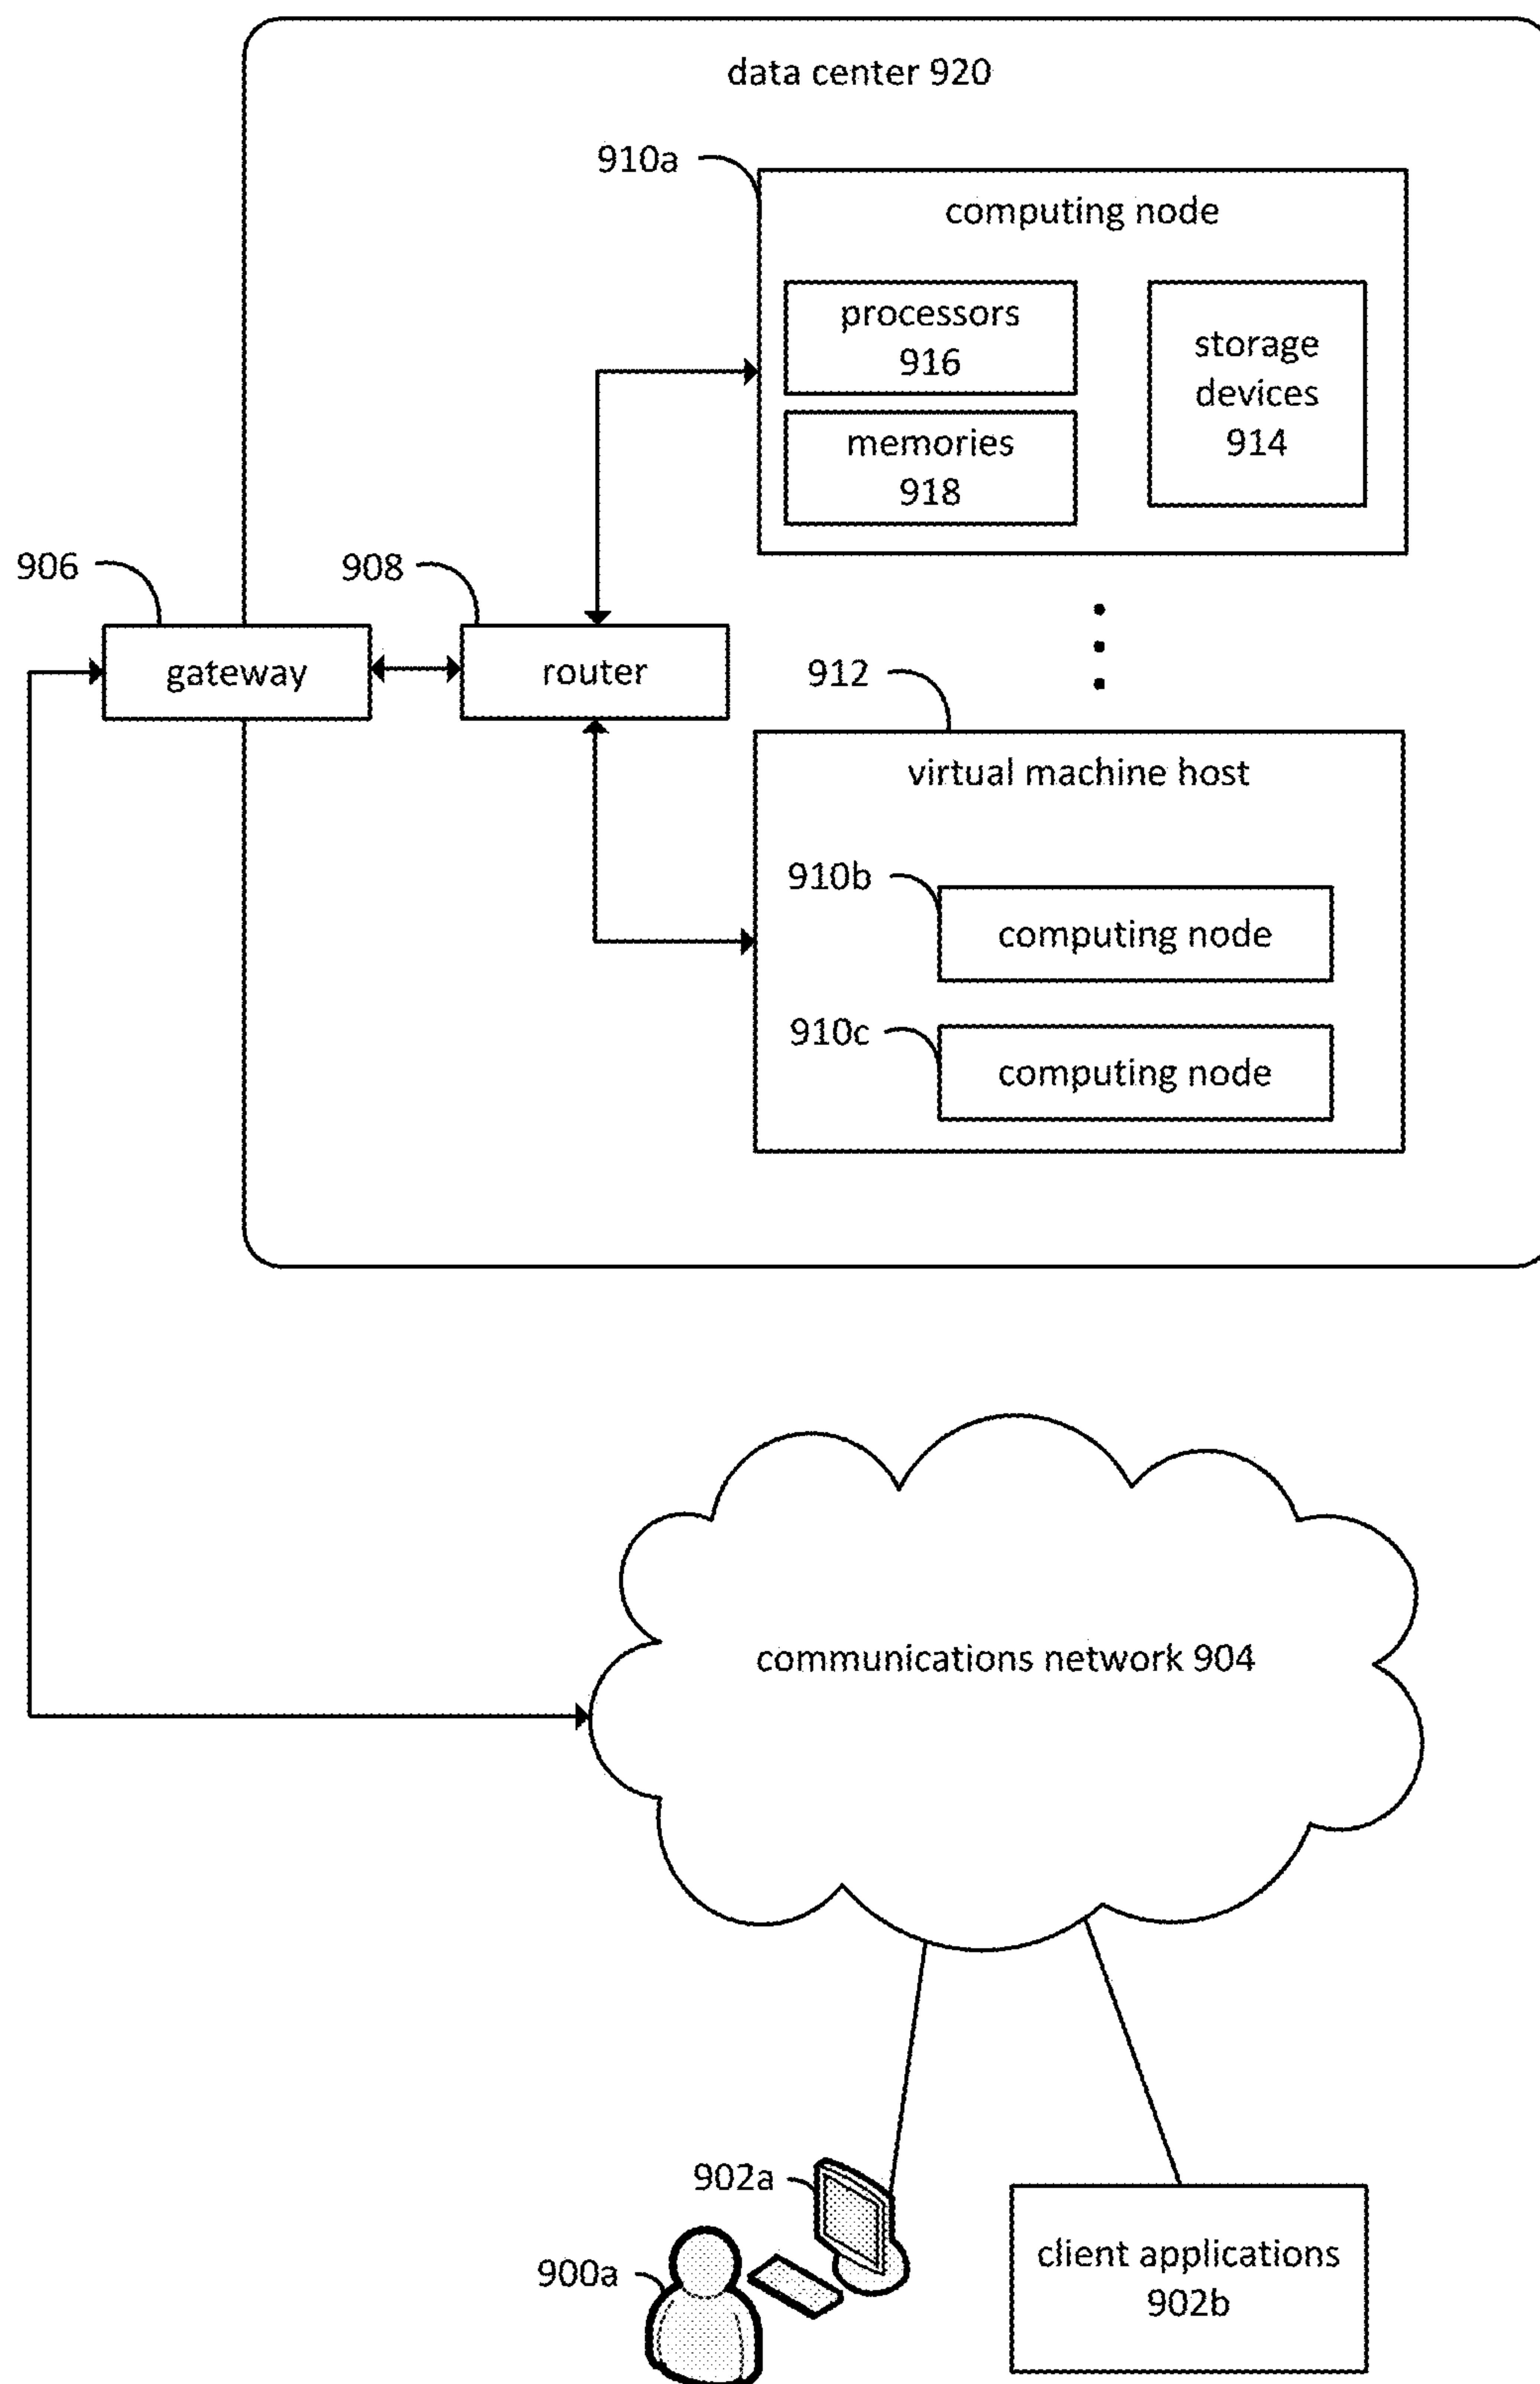 data center 920
910a
computing node
processors
916
storage
devices
914
memories
918
906
908
gateway
router
912
virtual machine host
910b
computing node
910c
computing node
communications network 904
902a
900a
client applications
902b